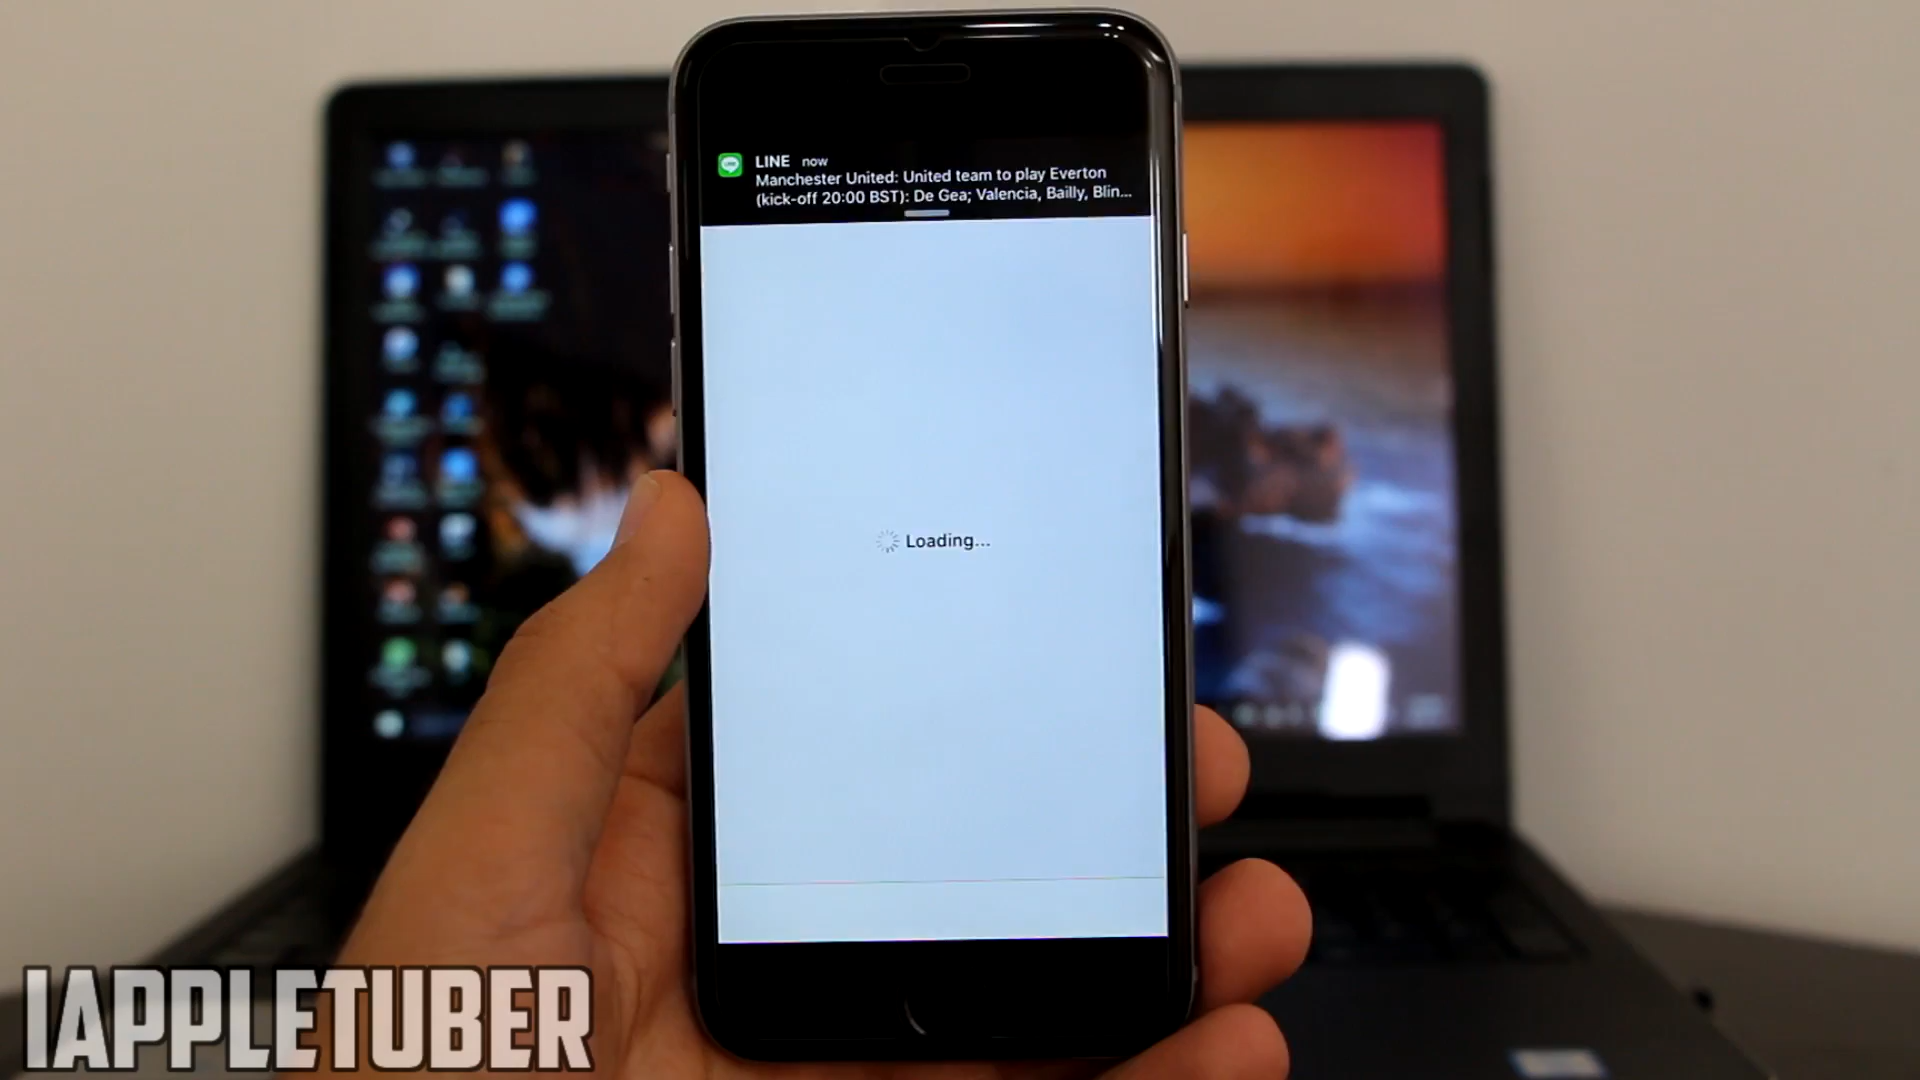 LINE now
Manchester United: United team to play Everton
(kick-off 20:00 BST): De Gea; Valencia, Bailly, Blin...
Loading...
IAPPLETUBER